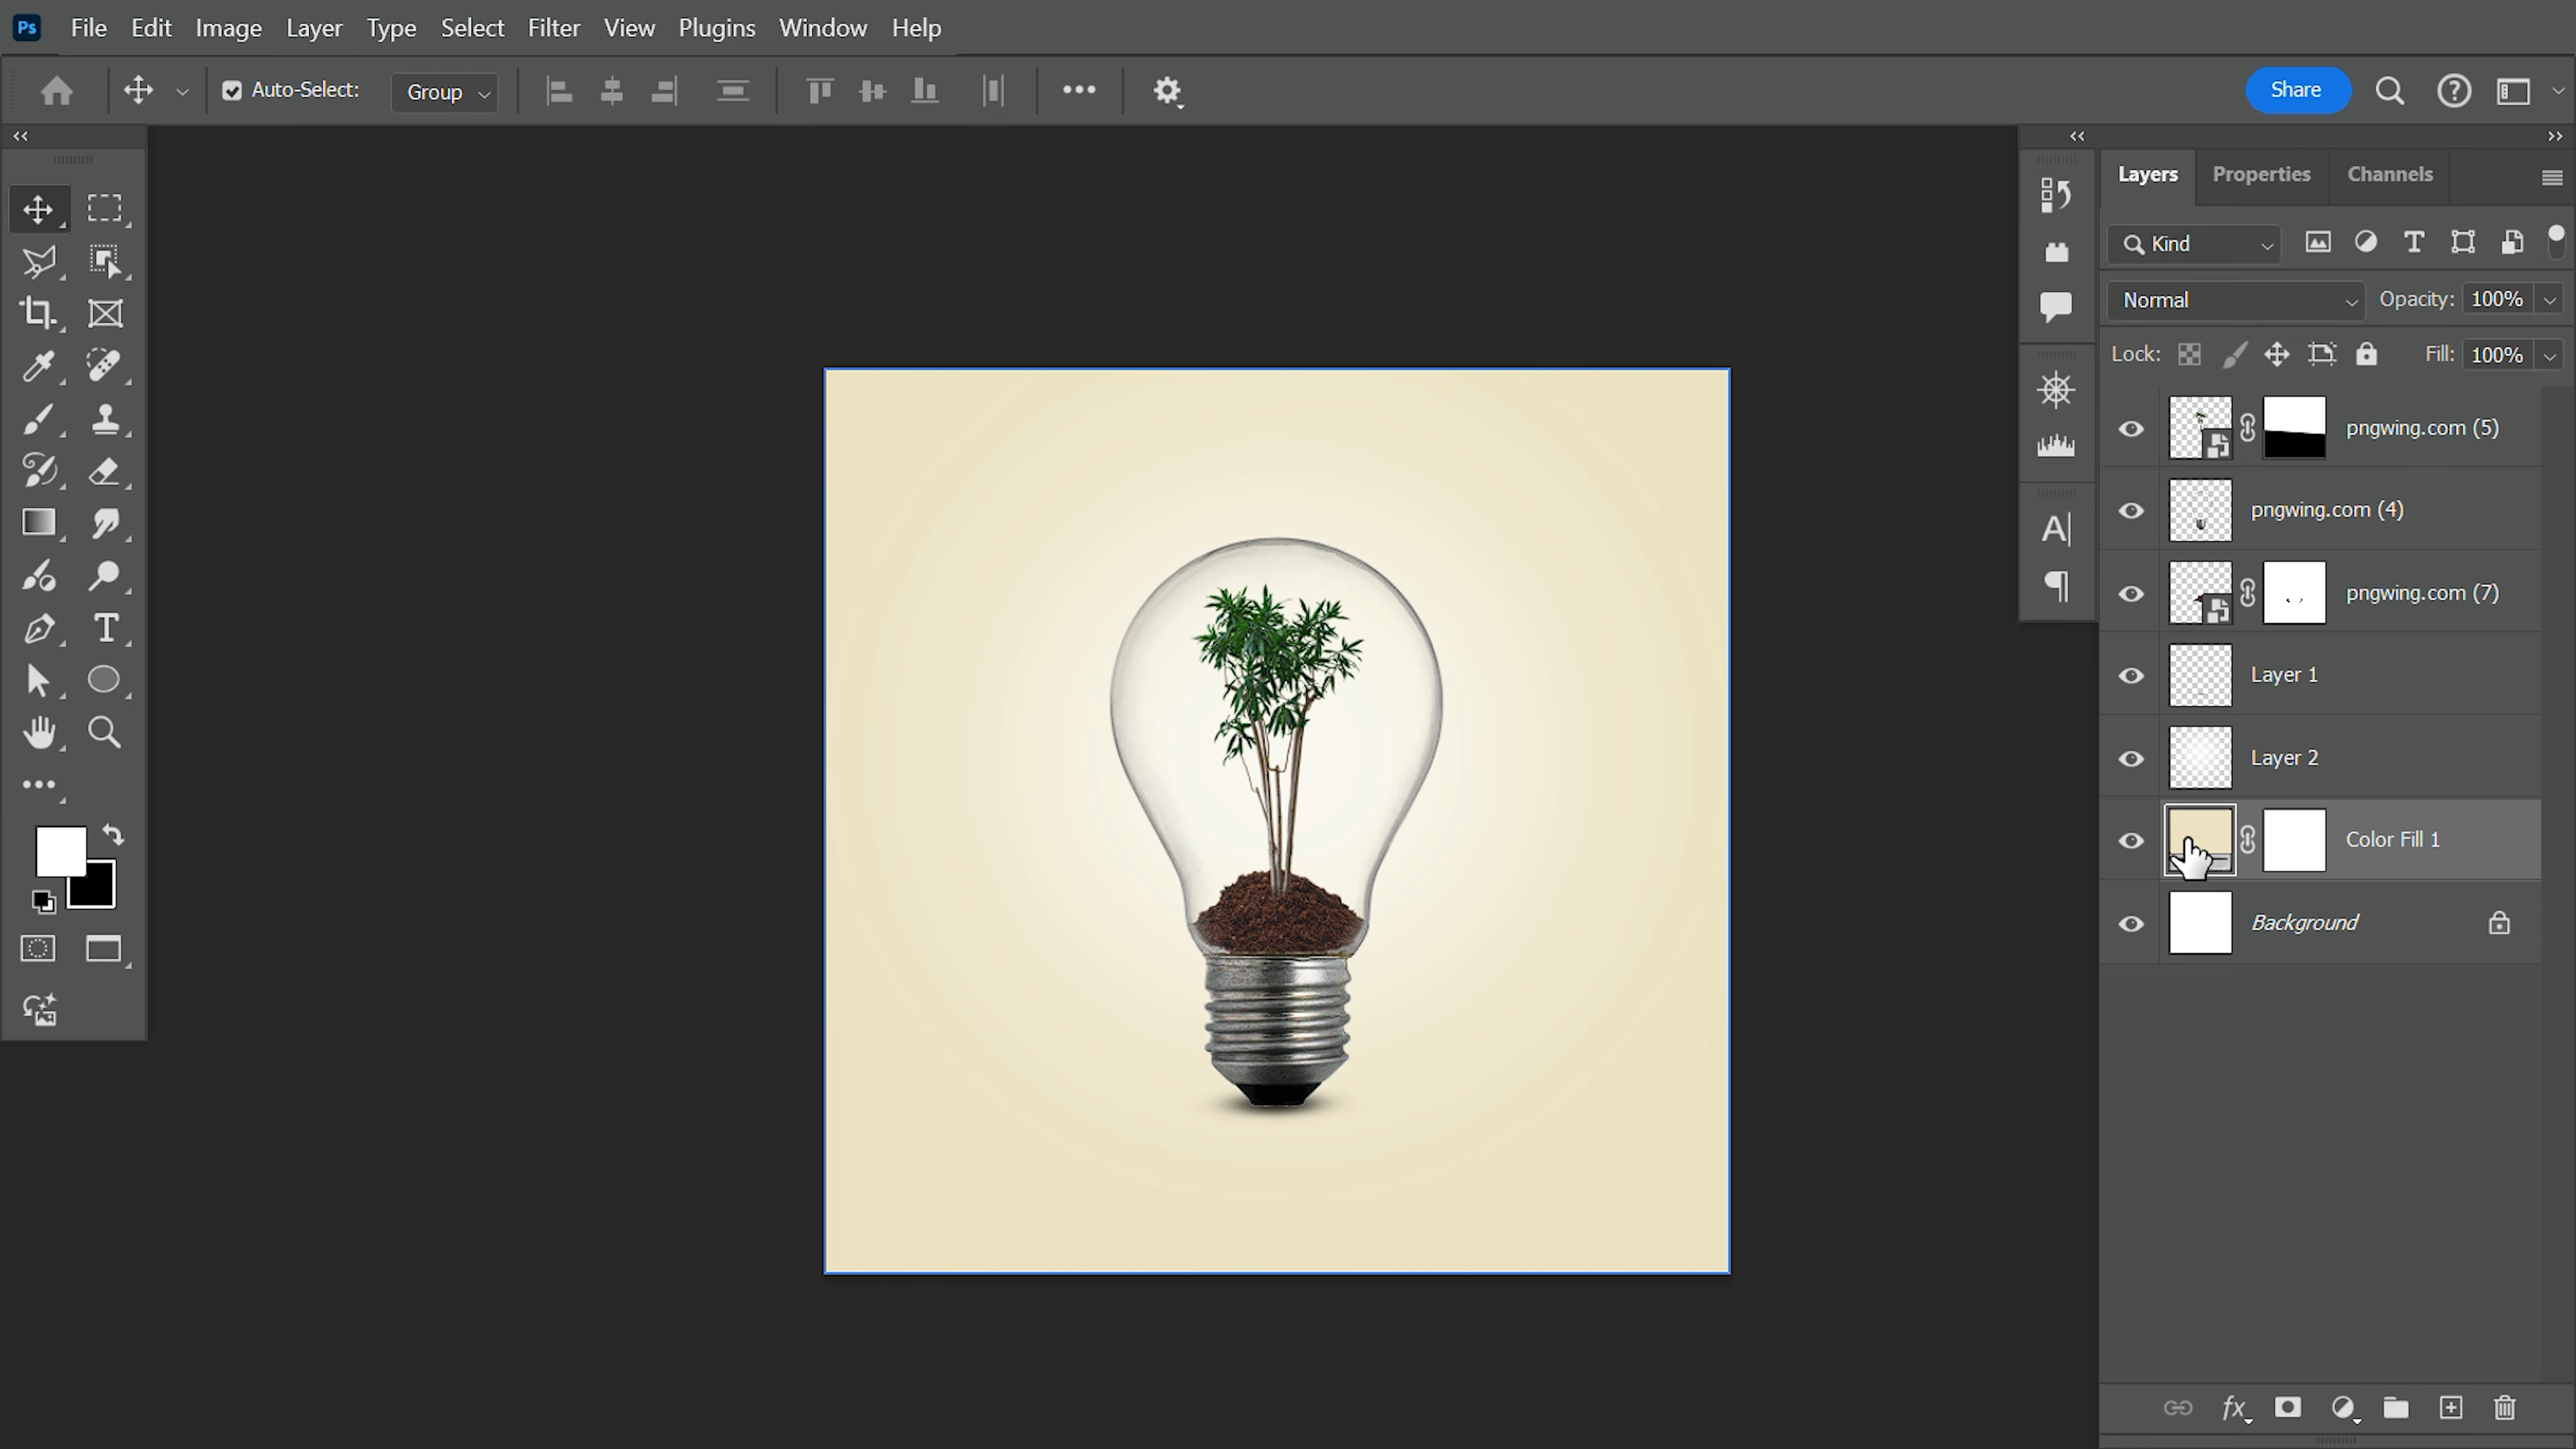 Ps File Edit Image Layer Type Select Filter View Plugins Window Help
Auto-Select: Group Share
Layers Properties Channels
Kind
Normal Opacity: 100%
Lock: Fill: 100%
pngwing.com (5)
pngwing.com (4)
pngwing.com (7)
Layer 1
Layer 2
Color Fill 1
Background
fx